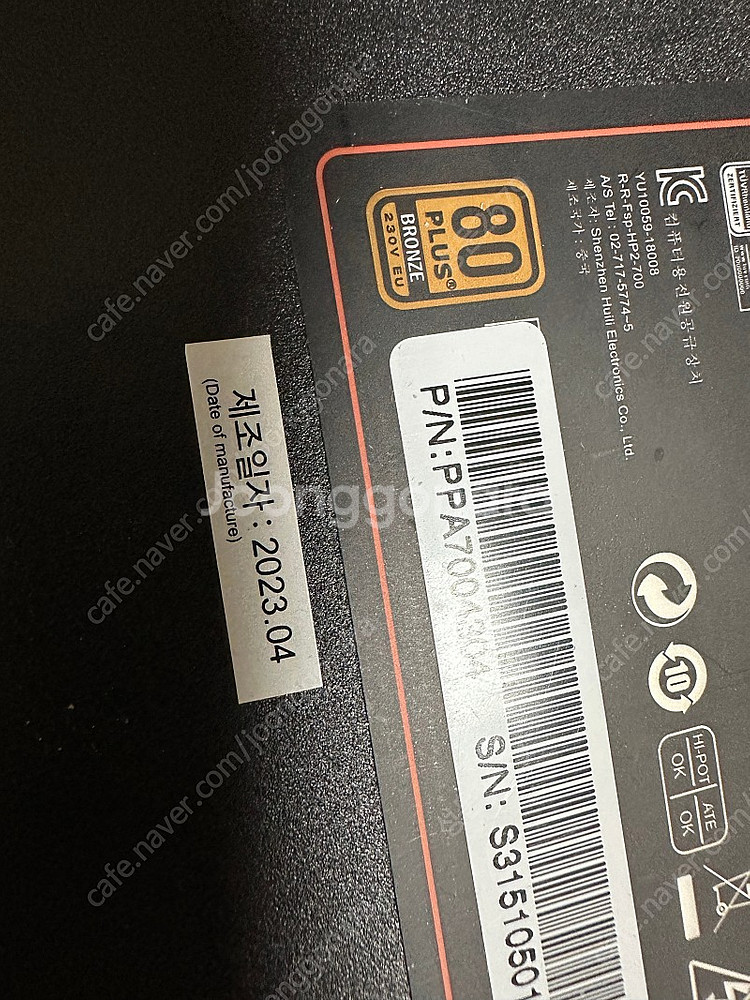 컴퓨터용전원공급장치
YU10059-18008
R-R-Fsp-HP2-700
A/S Tel : 02-717-5774~5
제조자 : Shenzhen Huili Electronics Co., Ltd.
제조국가 : 중국
80
PLUS®
BRONZE
230V EU
P/N:PPA7004304
S/N: S3151050
제조일자 : 2023.04
(Date of manufacture)
10
HI-POT
OK
ATE
OK
ZERTIFIZIERT
joonggonara
cafe.naver.com/joonggonara